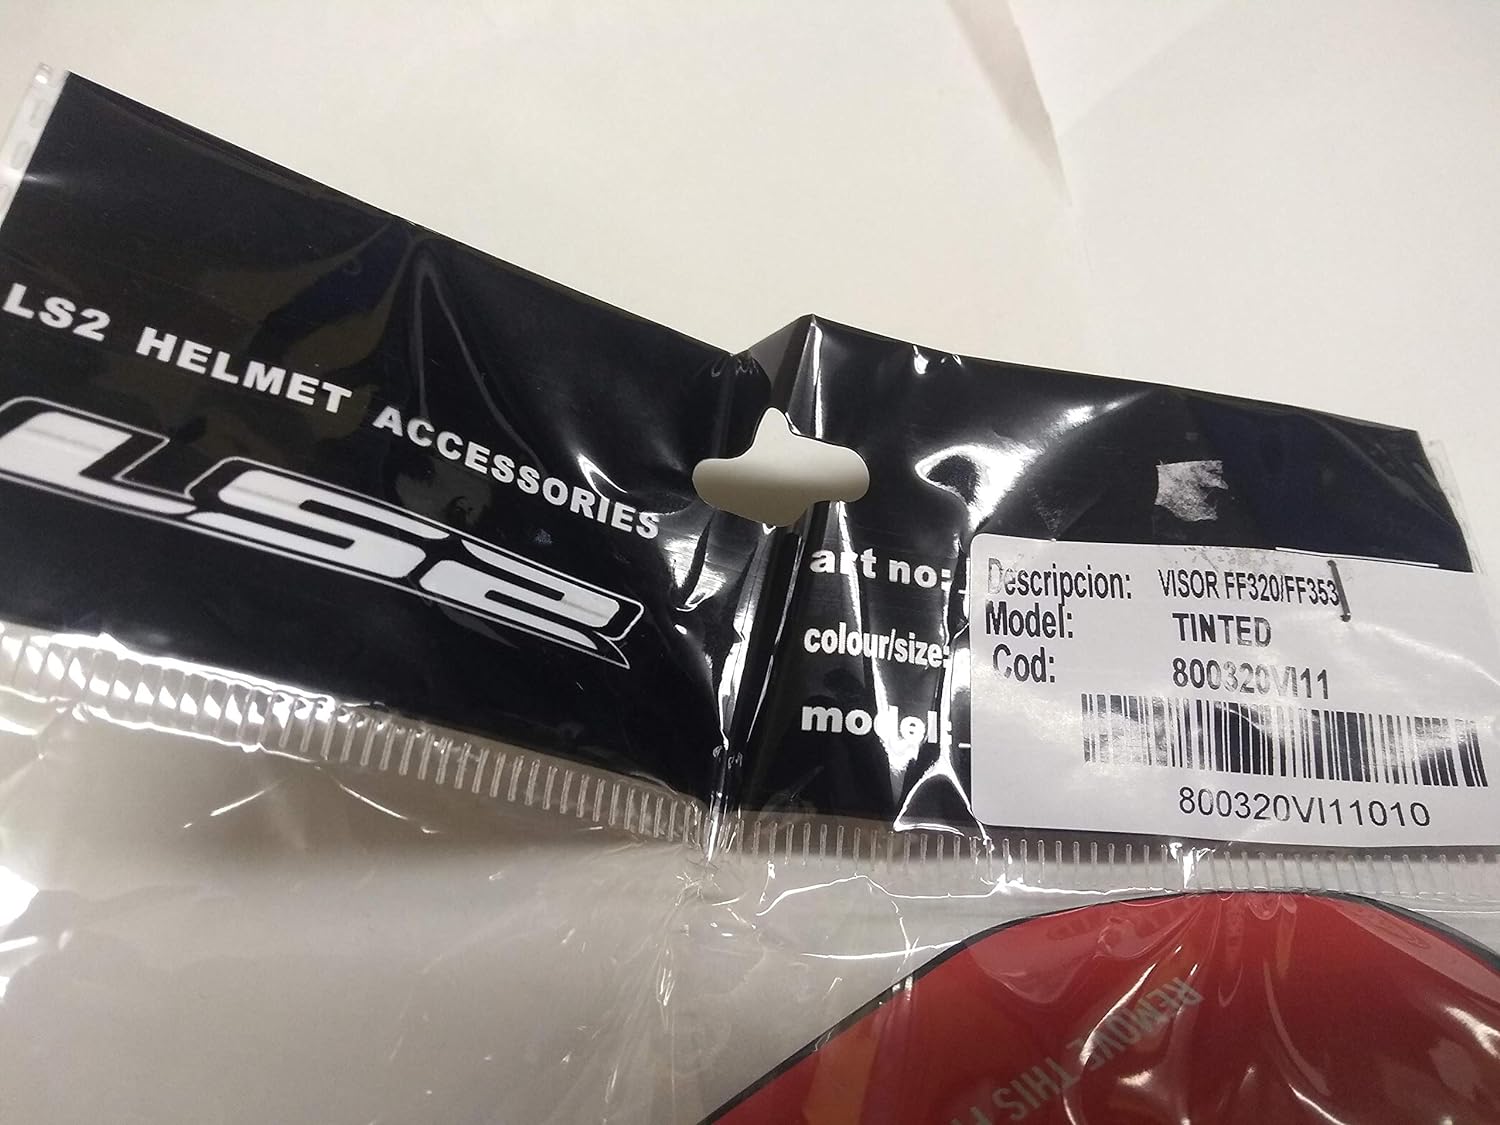 LS2 HELMET ACCESSORIES
LS2
art no:
colour/size:
model:
Descripcion: VISOR FF320/FF353
Model: TINTED
Cod: 800320VI11
800320VI11010
REMOVE THIS